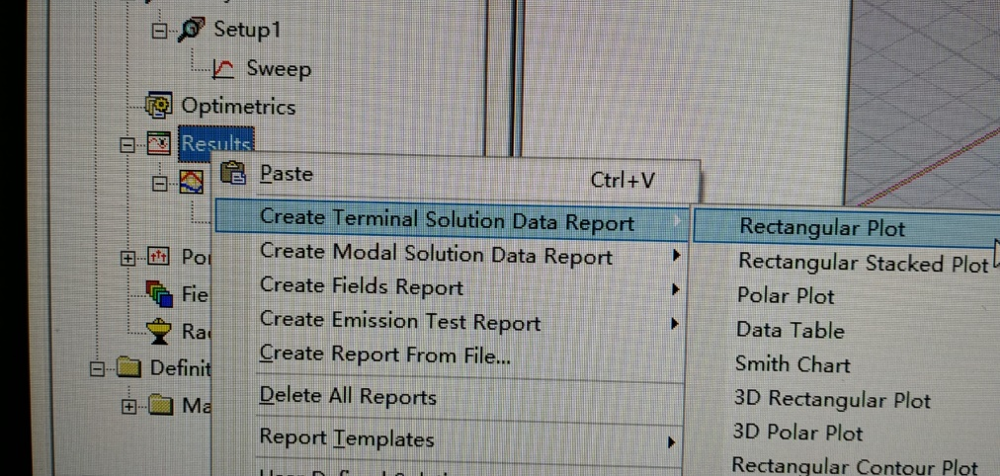 Setup1
Sweep
Optimetrics
Results
Paste Ctrl+V
Create Terminal Solution Data Report
Create Modal Solution Data Report
Create Fields Report
Create Emission Test Report
Create Report From File...
Delete All Reports
Report Templates
Rectangular Plot
Rectangular Stacked Plot
Polar Plot
Data Table
Smith Chart
3D Rectangular Plot
3D Polar Plot
Rectangular Contour Plot
Por
Fie
Rad
Definit
Ma